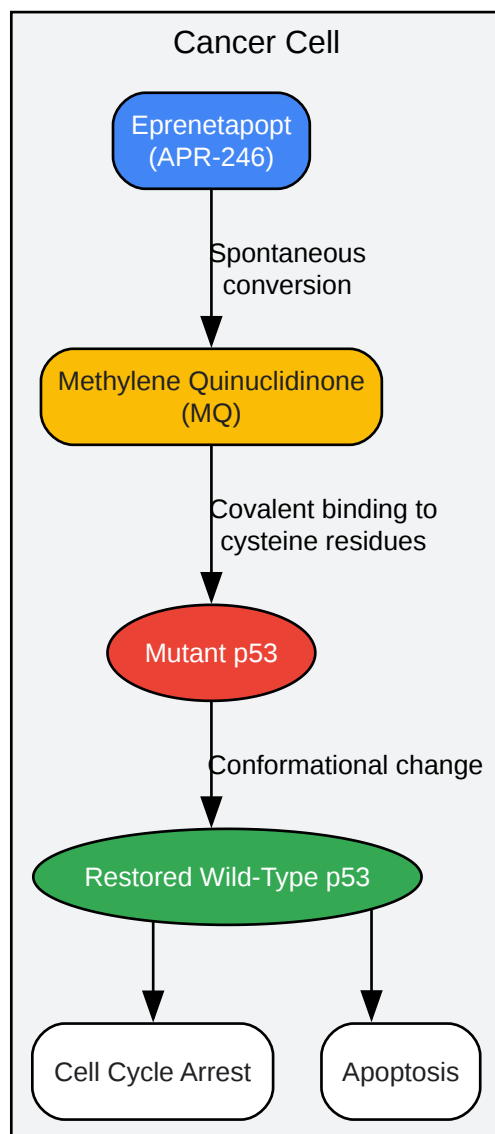 Cancer Cell
Eprenetapopt
(APR-246)
Spontaneous
conversion
Methylene Quinuclidinone
(MQ)
Covalent binding to
cysteine residues
Mutant p53
Conformational change
Restored Wild-Type p53
Cell Cycle Arrest
Apoptosis